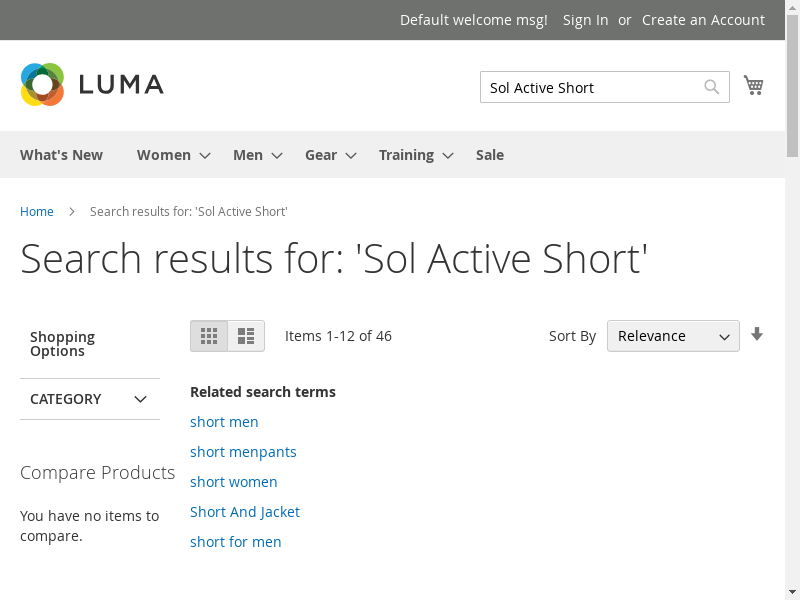 Default welcome msg! Sign In or Create an Account
LUMA
Sol Active Short
What's New Women Men Gear Training Sale
Home Search results for: 'Sol Active Short'
Search results for: 'Sol Active Short'
Shopping Options
Items 1-12 of 46
Sort By Relevance
CATEGORY
Related search terms
short men
short menpants
short women
Short And Jacket
short for men
Compare Products
You have no items to
compare.